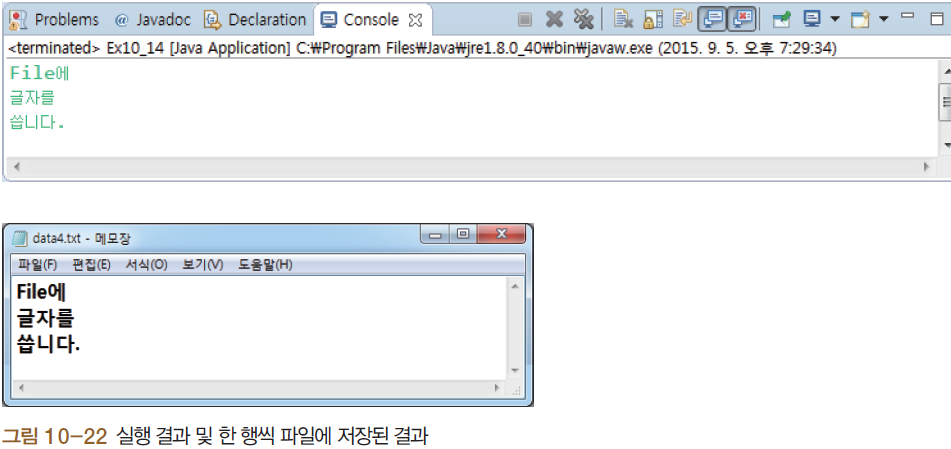 Problems @ Javadoc Declaration Console
<terminated> Ex10_14 [Java Application] C:₩Program Files₩Java₩jre1.8.0_40₩bin₩javaw.exe (2015. 9. 5. 오후 7:29:34)
File에
글자를
씁니다.
data4.txt - 메모장
파일(F) 편집(E) 서식(O) 보기(V) 도움말(H)
File에
글자를
씁니다.
그림 10-22 실행 결과 및 한 행씩 파일에 저장된 결과